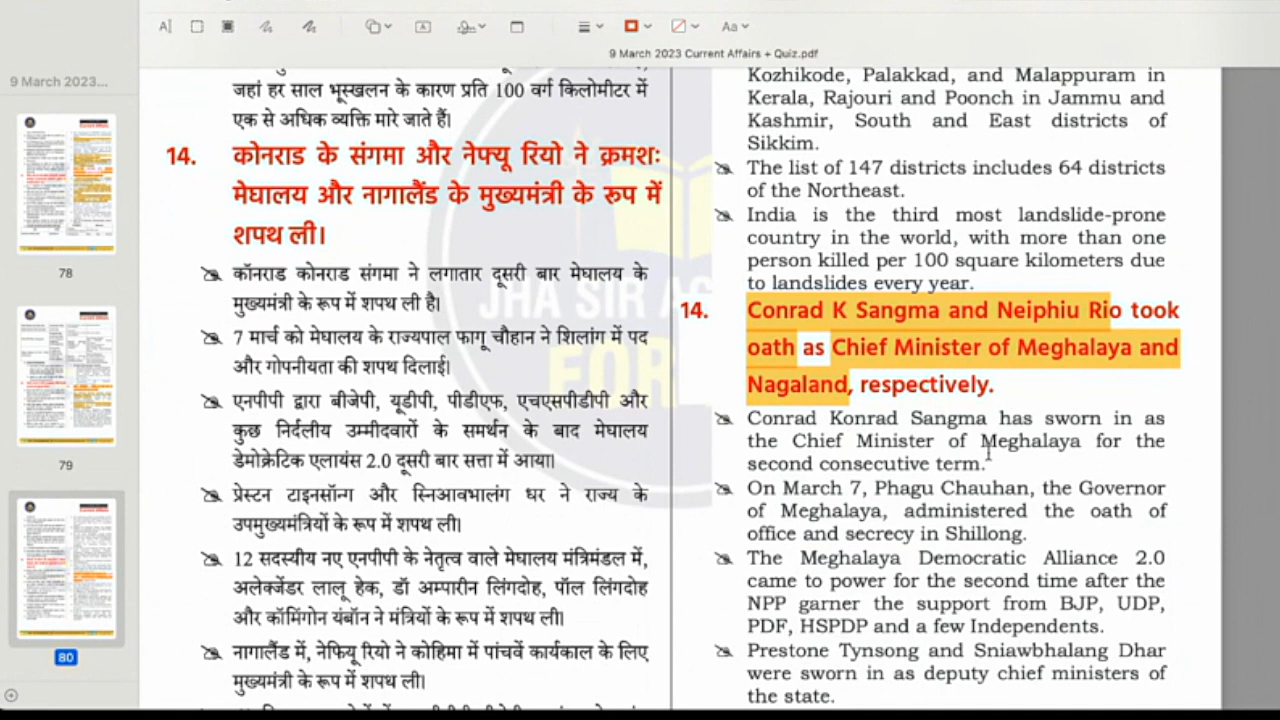 A
Aa
9 March 2023 Current Affairs + Quiz.pdf
9 March 2023...
78
79
80
जहां हर साल भूस्खलन के कारण प्रति 100 वर्ग किलोमीटर में
एक से अधिक व्यक्ति मारे जाते हैं।
14. कोनराड के संगमा और नेफ्यू रियो ने क्रमशः
मेघालय और नागालैंड के मुख्यमंत्री के रूप में
शपथ ली।
कॉनराड कोनराड संगमा ने लगातार दूसरी बार मेघालय के
मुख्यमंत्री के रूप में शपथ ली है।
7 मार्च को मेघालय के राज्यपाल फागू चौहान ने शिलांग में पद
और गोपनीयता की शपथ दिलाई।
एनपीपी द्वारा बीजेपी, यूडीपी, पीडीएफ, एचएसपीडीपी और
कुछ निर्दलीय उम्मीदवारों के समर्थन के बाद मेघालय
डेमोक्रेटिक एलायंस 2.0 दूसरी बार सत्ता में आया।
प्रेस्टन टाइनसॉन्ग और स्निआवभालंग धर ने राज्य के
उपमुख्यमंत्रियों के रूप में शपथ ली।
12 सदस्यीय नए एनपीपी के नेतृत्व वाले मेघालय मंत्रिमंडल में,
अलेक्जेंडर लालू हेक, डॉ अम्पारीन लिंगदोह, पॉल लिंगदोह
और कॉमिंगोन यंबॉन ने मंत्रियों के रूप में शपथ ली।
नागालैंड में, नेफियू रियो ने कोहिमा में पांचवें कार्यकाल के लिए
मुख्यमंत्री के रूप में शपथ ली।
Kozhikode, Palakkad, and Malappuram in
Kerala, Rajouri and Poonch in Jammu and
Kashmir, South and East districts of
Sikkim.
The list of 147 districts includes 64 districts
of the Northeast.
India is the third most landslide-prone
country in the world, with more than one
person killed per 100 square kilometers due
to landslides every year.
14. Conrad K Sangma and Neiphiu Rio took
oath as Chief Minister of Meghalaya and
Nagaland, respectively.
Conrad Konrad Sangma has sworn in as
the Chief Minister of Meghalaya for the
second consecutive term.
On March 7, Phagu Chauhan, the Governor
of Meghalaya, administered the oath of
office and secrecy in Shillong.
The Meghalaya Democratic Alliance 2.0
came to power for the second time after the
NPP garner the support from BJP, UDP,
PDF, HSPDP and a few Independents.
Prestone Tynsong and Sniawbhalang Dhar
were sworn in as deputy chief ministers of
the state.